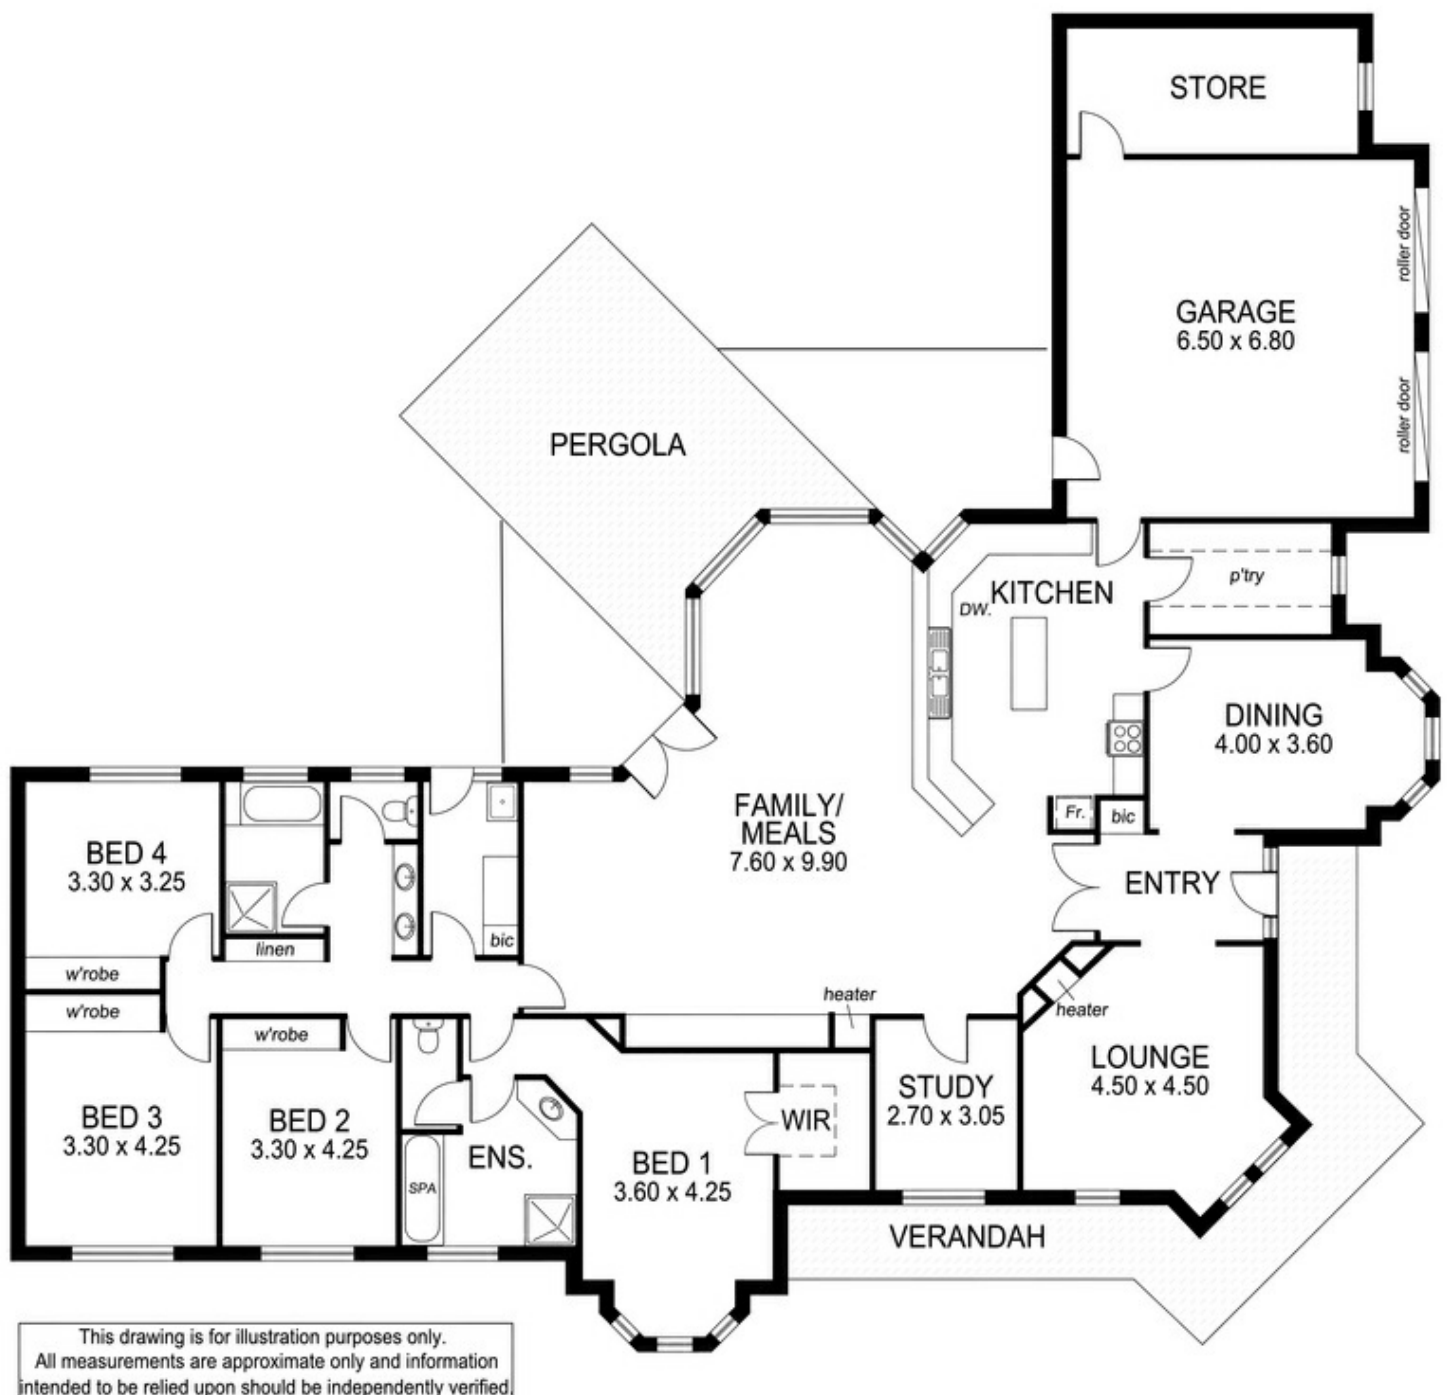 STORE
roller door
GARAGE
6.50 x 6.80
roller door
PERGOLA
p'try
KITCHEN
DW.
DINING
4.00 x 3.60
FAMILY/
MEALS
7.60 x 9.90
Fr.
bic
BED 4
3.30 x 3.25
ENTRY
linen
bic
w'robe
w'robe
heater
heater
w'robe
LOUNGE
4.50 x 4.50
STUDY
2.70 x 3.05
BED 3
3.30 x 4.25
BED 2
3.30 x 4.25
WIR
ENS.
BED 1
3.60 x 4.25
SPA
VERANDAH
This drawing is for illustration purposes only.
All measurements are approximate only and information
intended to be relied upon should be independently verified.